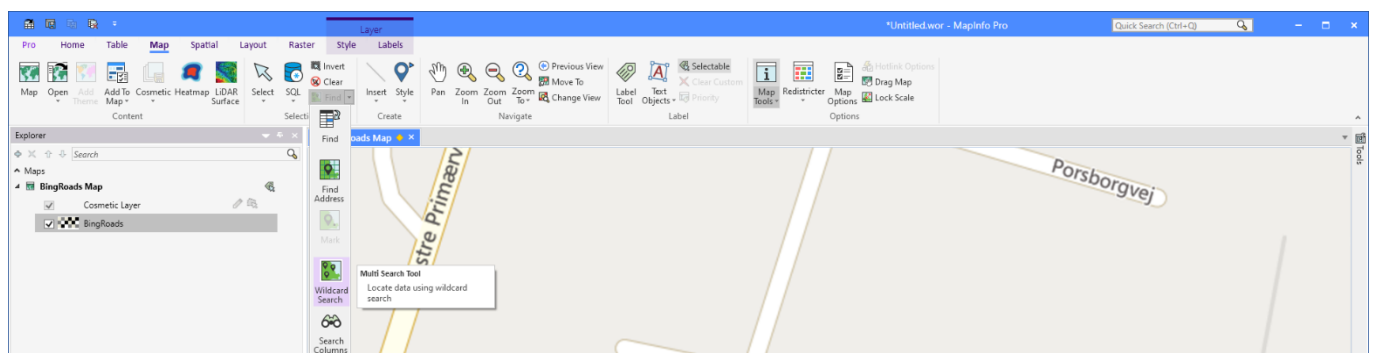 Layer
*Untitled.wor - MapInfo Pro
Quick Search (Ctrl+Q)
Pro Home Table Map Spatial Layout Raster Style Labels
Map
Open
Add Theme
Add To Map
Cosmetic
Heatmap
LiDAR Surface
Content
Select
SQL
Invert
Clear
Find
Selecti
Insert
Style
Create
Pan
Zoom In
Zoom Out
Zoom To
Previous View
Move To
Change View
Navigate
Label Tool
Text Objects
Selectable
Clear Custom
Priority
Label
Map Tools
Redistricter
Map Options
Hotlink Options
Drag Map
Lock Scale
Options
Explorer
Search
Maps
BingRoads Map
Cosmetic Layer
BingRoads
Find
Find Address
Mark
Wildcard Search
Search Columns
Multi Search Tool
Locate data using wildcard
search
oads Map
stre Primærv
Porsborgvej
Tools